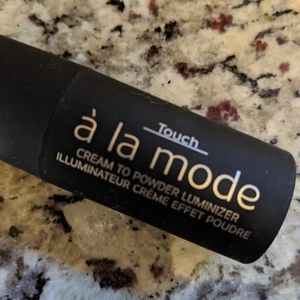 Touch
à la mode
CREAM TO POWDER LUMINIZER
ILLUMINATEUR CRÈME EFFET POUDRE